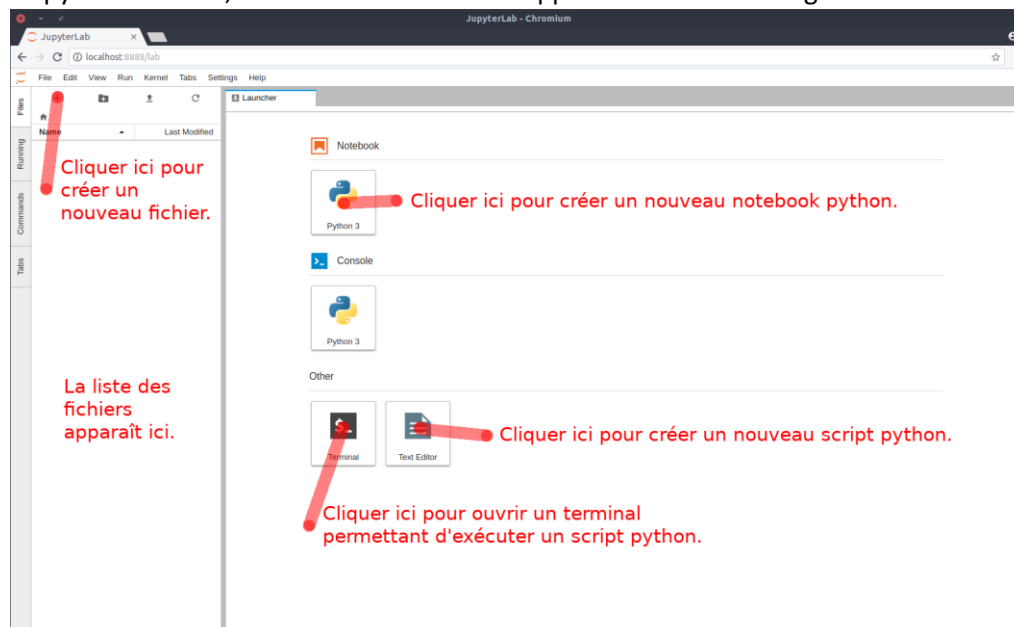 JupyterLab - Chromium
JupyterLab ×
localhost:8888/lab
File Edit View Run Kernel Tabs Settings Help
Files
Running
Commands
Tabs
Name
Last Modified
Launcher
Cliquer ici pour
créer un
nouveau fichier.
La liste des
fichiers
apparaît ici.
Notebook
Python 3
Cliquer ici pour créer un nouveau notebook python.
Console
Python 3
Other
Terminal
Text Editor
Cliquer ici pour créer un nouveau script python.
Cliquer ici pour ouvrir un terminal
permettant d'exécuter un script python.